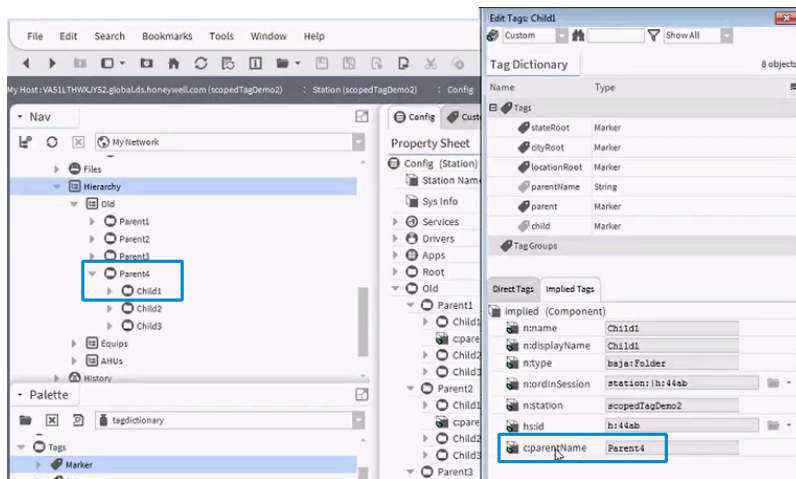 File Edit Search Bookmarks Tools Window Help
My Host : VA51LTHWXJY52.global.ds.honeywell.com (scopedTagDemo2) : Station (scopedTagDemo2) : Config
Nav
My Network
Files
Hierarchy
Old
Parent1
Parent2
Parent3
Parent4
Child1
Child2
Child3
Equips
AHUs
History
Palette
tagdictionary
Tags
Marker
Config
Property Sheet
Config (Station)
Station Name
Sys Info
Services
Drivers
Apps
Root
Old
Parent1
Child1
c:pare
Child2
Child3
Parent2
Child1
c:pare
Child2
Child3
Parent3
Edit Tags: Child1
Custom Show All
Tag Dictionary 8 objects
Name Type
Tags
stateRoot Marker
cityRoot Marker
locationRoot Marker
parentName String
parent Marker
child Marker
Tag Groups
Direct Tags Implied Tags
implied (Component)
n:name Child1
n:displayName Child1
n:type baja:Folder
n:ordInSession station:|h:44ab
n:station scopedTagDemo2
hs:id h:44ab
c:parentName Parent4